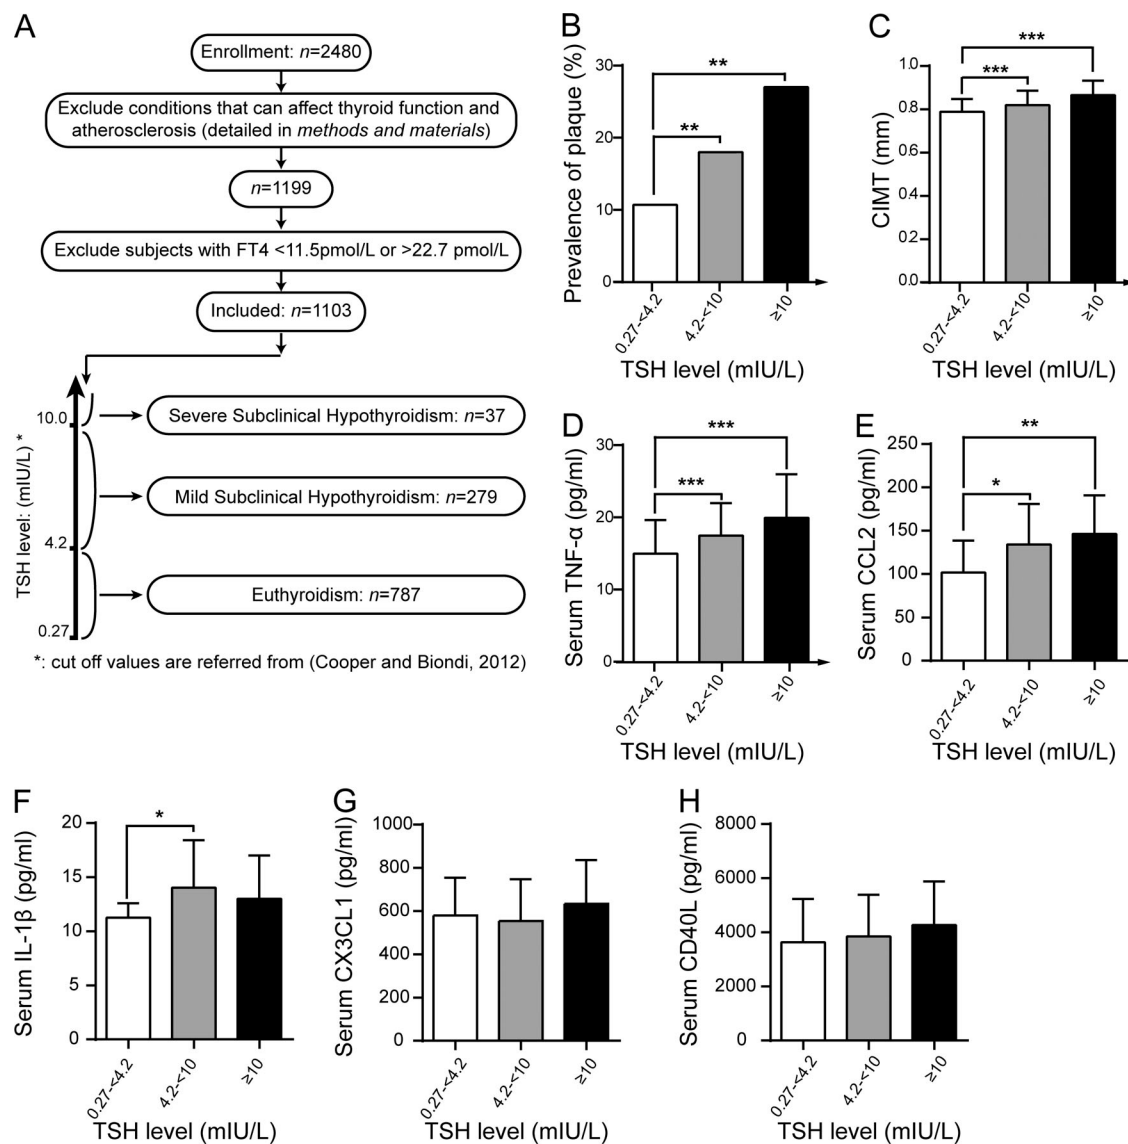 A
Enrollment: n=2480
Exclude conditions that can affect thyroid function and
atherosclerosis (detailed in methods and materials)
n=1199
Exclude subjects with FT4 <11.5pmol/L or >22.7 pmol/L
Included: n=1103
TSH level: (mIU/L) *
10.0
4.2
0.27
Severe Subclinical Hypothyroidism: n=37
Mild Subclinical Hypothyroidism: n=279
Euthyroidism: n=787
*: cut off values are referred from (Cooper and Biondi, 2012)
B
Prevalence of plaque (%)
30
20
10
0
**
**
0.27-<4.2
4.2-<10
≥10
TSH level (mIU/L)
C
CIMT (mm)
1.0
0.8
0.6
0.4
0.2
0.0
***
***
0.27-<4.2
4.2-<10
≥10
TSH level (mIU/L)
D
Serum TNF-α (pg/ml)
30
20
10
0
***
***
0.27-<4.2
4.2-<10
≥10
TSH level (mIU/L)
E
Serum CCL2 (pg/ml)
250
200
150
100
50
0
**
*
0.27-<4.2
4.2-<10
≥10
TSH level (mIU/L)
F
Serum IL-1β (pg/ml)
20
15
10
5
0
*
0.27-<4.2
4.2-<10
≥10
TSH level (mIU/L)
G
Serum CX3CL1 (pg/ml)
1000
800
600
400
200
0
0.27-<4.2
4.2-<10
≥10
TSH level (mIU/L)
H
Serum CD40L (pg/ml)
8000
6000
4000
2000
0
0.27-<4.2
4.2-<10
≥10
TSH level (mIU/L)